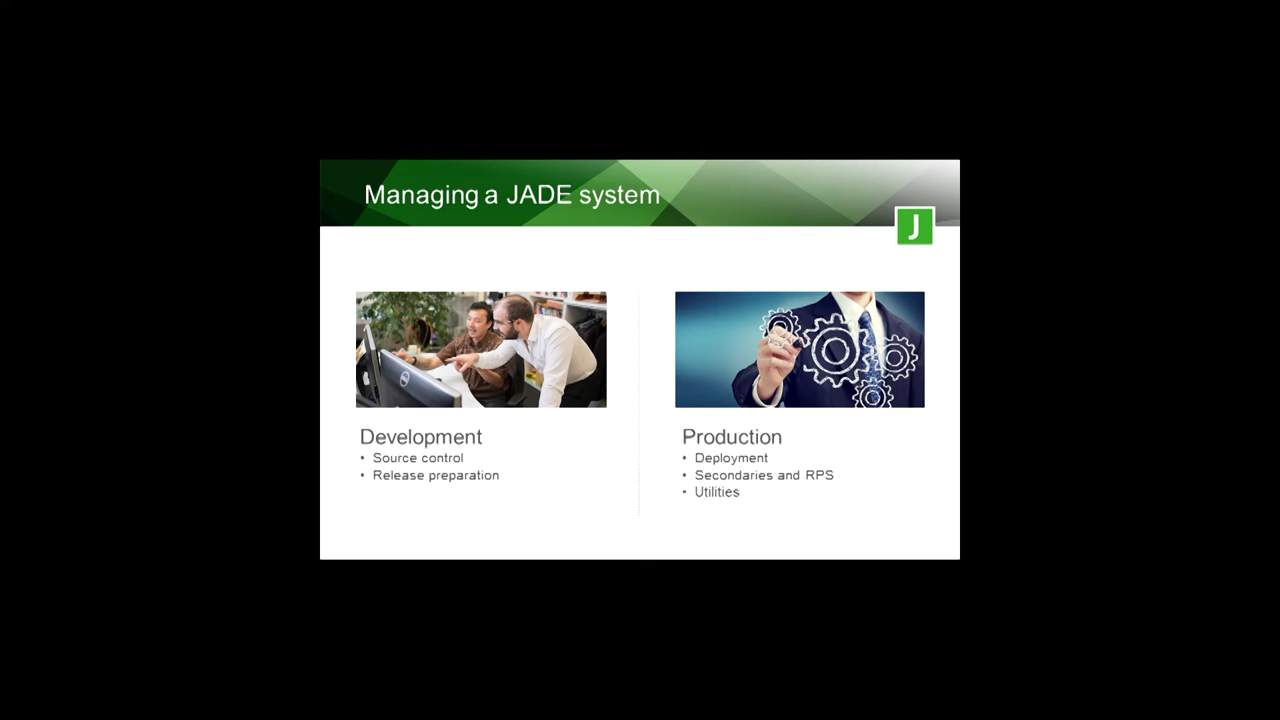 Managing a JADE system
J
Development
• Source control
• Release preparation
Production
• Deployment
• Secondaries and RPS
• Utilities